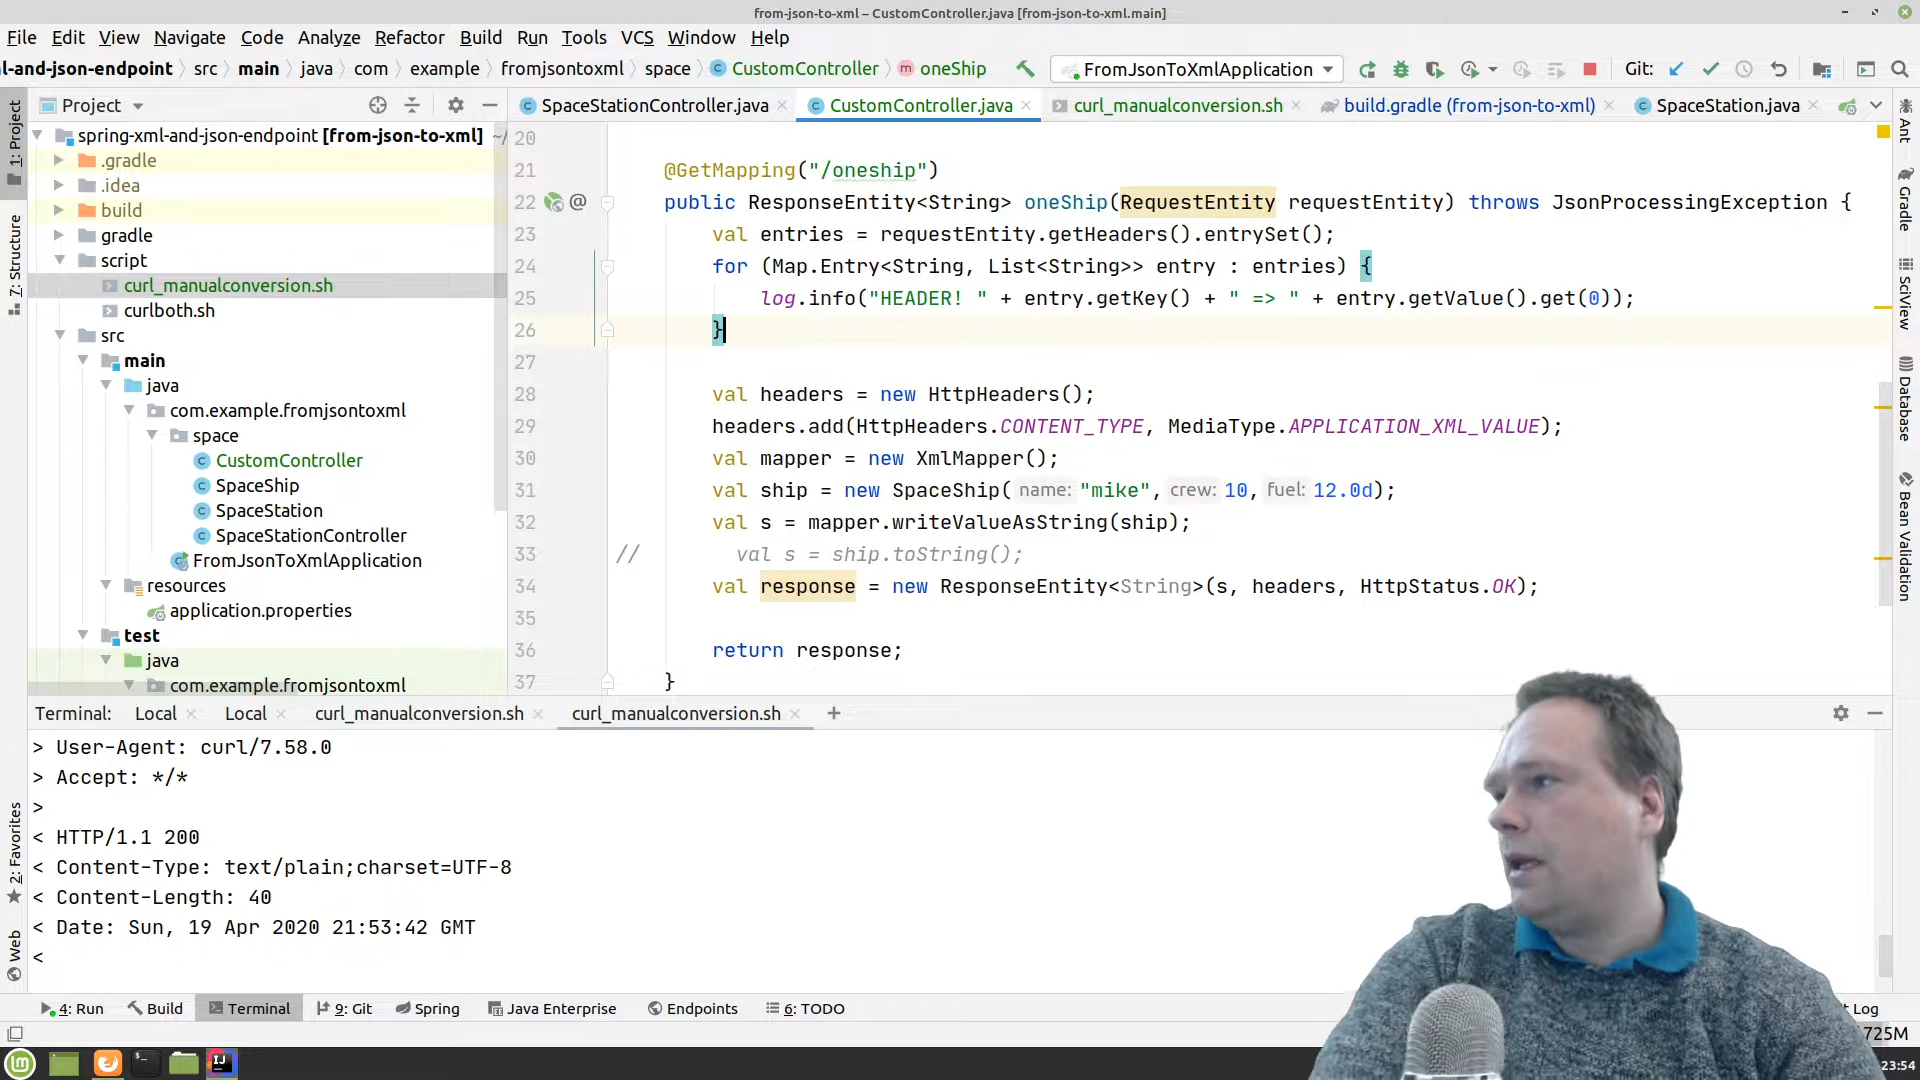 from-json-to-xml – CustomController.java [from-json-to-xml.main]
File Edit View Navigate Code Analyze Refactor Build Run Tools VCS Window Help
l-and-json-endpoint src main java com example fromjsontoxml space CustomController oneShip FromJsonToXmlApplication Git:
Project SpaceStationController.java CustomController.java curl_manualconversion.sh build.gradle (from-json-to-xml) SpaceStation.java
1: Project
7: Structure
2: Favorites
Web
spring-xml-and-json-endpoint [from-json-to-xml] ~/
.gradle
.idea
build
gradle
script
curl_manualconversion.sh
curlboth.sh
src
main
java
com.example.fromjsontoxml
space
CustomController
SpaceShip
SpaceStation
SpaceStationController
FromJsonToXmlApplication
resources
application.properties
test
java
com.example.fromjsontoxml
20
21 @GetMapping("/oneship")
22 @ public ResponseEntity<String> oneShip(RequestEntity requestEntity) throws JsonProcessingException {
23 val entries = requestEntity.getHeaders().entrySet();
24 for (Map.Entry<String, List<String>> entry : entries) {
25 log.info("HEADER! " + entry.getKey() + " => " + entry.getValue().get(0));
26 }
27
28 val headers = new HttpHeaders();
29 headers.add(HttpHeaders.CONTENT_TYPE, MediaType.APPLICATION_XML_VALUE);
30 val mapper = new XmlMapper();
31 val ship = new SpaceShip( name: "mike", crew: 10, fuel: 12.0d);
32 val s = mapper.writeValueAsString(ship);
33 // val s = ship.toString();
34 val response = new ResponseEntity<String>(s, headers, HttpStatus.OK);
35
36 return response;
37 }
Ant
Gradle
SciView
Database
Bean Validation
Terminal: Local Local curl_manualconversion.sh curl_manualconversion.sh +
> User-Agent: curl/7.58.0
> Accept: */*
>
< HTTP/1.1 200
< Content-Type: text/plain;charset=UTF-8
< Content-Length: 40
< Date: Sun, 19 Apr 2020 21:53:42 GMT
<
4: Run Build Terminal 9: Git Spring Java Enterprise Endpoints 6: TODO t Log
725M
IJ
23:54